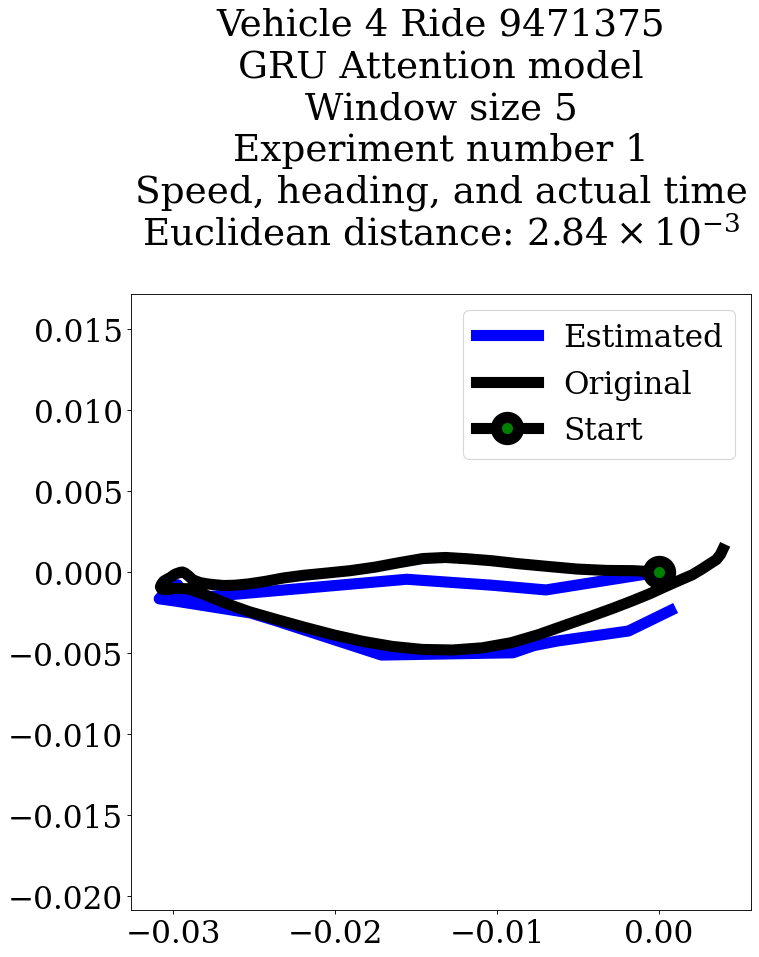 Vehicle 4 Ride 9471375
GRU Attention model
Window size 5
Experiment number 1
Speed, heading, and actual time
Euclidean distance: 2.84 × 10⁻³
Estimated
Original
Start
0.015
0.010
0.005
0.000
−0.005
−0.010
−0.015
−0.020
−0.03
−0.02
−0.01
0.00